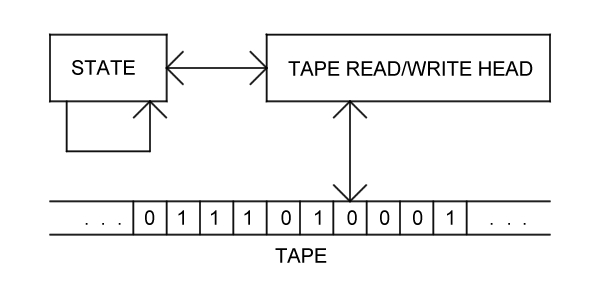 STATE
TAPE READ/WRITE HEAD
. . . 0 1 1 1 0 1 0 0 0 1 . . .
TAPE